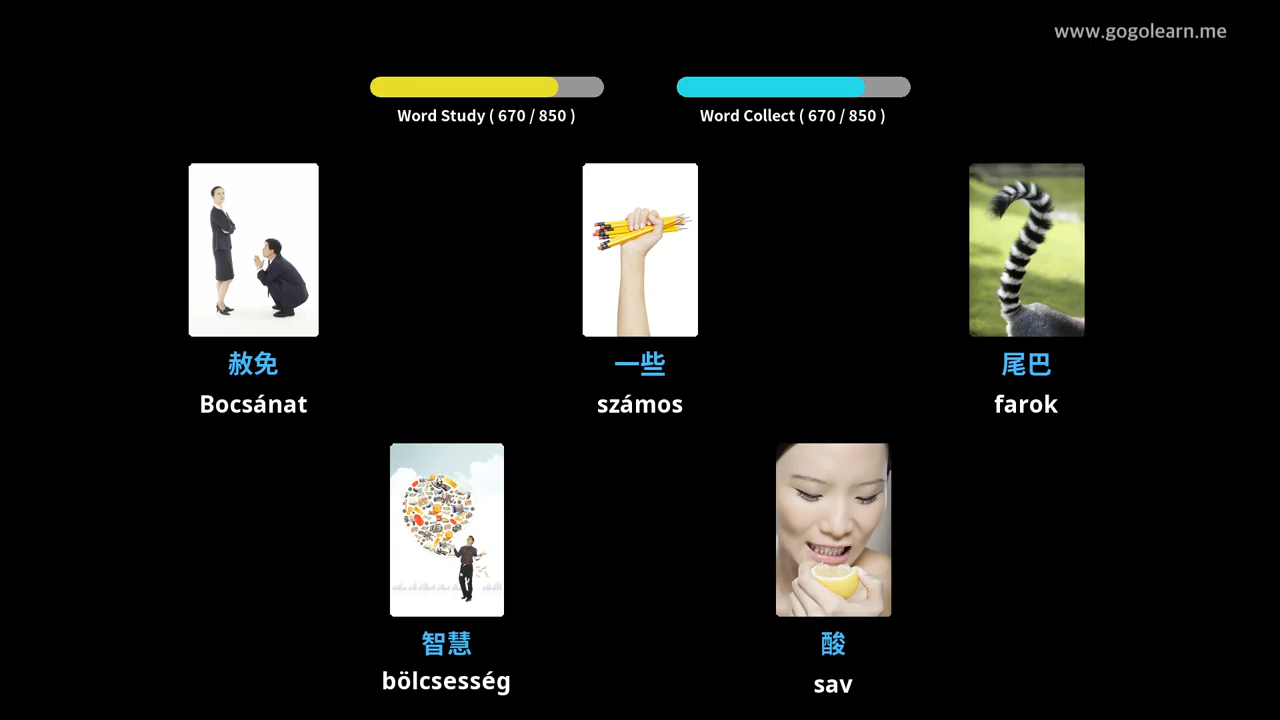 www.gogolearn.me
Word Study ( 670 / 850 )
Word Collect ( 670 / 850 )
赦免
Bocsánat
一些
számos
尾巴
farok
智慧
bölcsesség
酸
sav